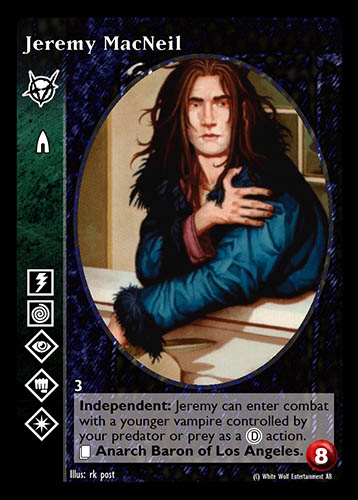 Jeremy MacNeil
3
Independent: Jeremy can enter combat
with a younger vampire controlled by
your predator or prey as a Ⓓ action.
Anarch Baron of Los Angeles.
8
Illus: rk post
(C) White Wolf Entertainment AB